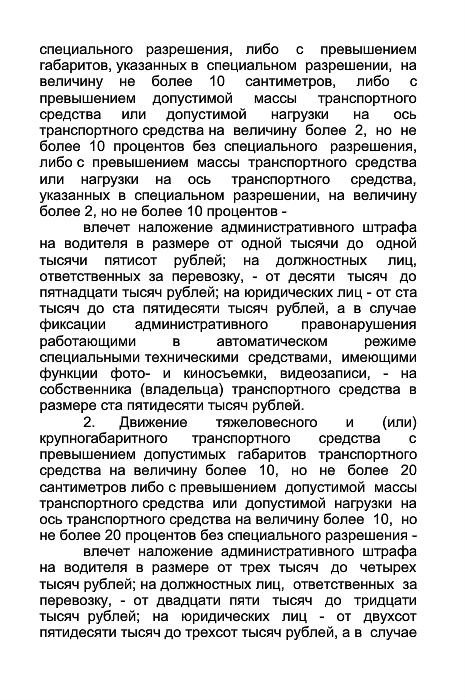 специального разрешения, либо с превышением
габаритов, указанных в специальном разрешении, на
величину не более 10 сантиметров, либо с
превышением допустимой массы транспортного
средства или допустимой нагрузки на ось
транспортного средства на величину более 2, но не
более 10 процентов без специального разрешения,
либо с превышением массы транспортного средства
или нагрузки на ось транспортного средства,
указанных в специальном разрешении, на величину
более 2, но не более 10 процентов -
влечет наложение административного штрафа
на водителя в размере от одной тысячи до одной
тысячи пятисот рублей; на должностных лиц,
ответственных за перевозку, - от десяти тысяч до
пятнадцати тысяч рублей; на юридических лиц - от ста
тысяч до ста пятидесяти тысяч рублей, а в случае
фиксации административного правонарушения
работающими в автоматическом режиме
специальными техническими средствами, имеющими
функции фото- и киносъемки, видеозаписи, - на
собственника (владельца) транспортного средства в
размере ста пятидесяти тысяч рублей.
2. Движение тяжеловесного и (или)
крупногабаритного транспортного средства с
превышением допустимых габаритов транспортного
средства на величину более 10, но не более 20
сантиметров либо с превышением допустимой массы
транспортного средства или допустимой нагрузки на
ось транспортного средства на величину более 10, но
не более 20 процентов без специального разрешения -
влечет наложение административного штрафа
на водителя в размере от трех тысяч до четырех
тысяч рублей; на должностных лиц, ответственных за
перевозку, - от двадцати пяти тысяч до тридцати
тысяч рублей; на юридических лиц - от двухсот
пятидесяти тысяч до трехсот тысяч рублей, а в случае